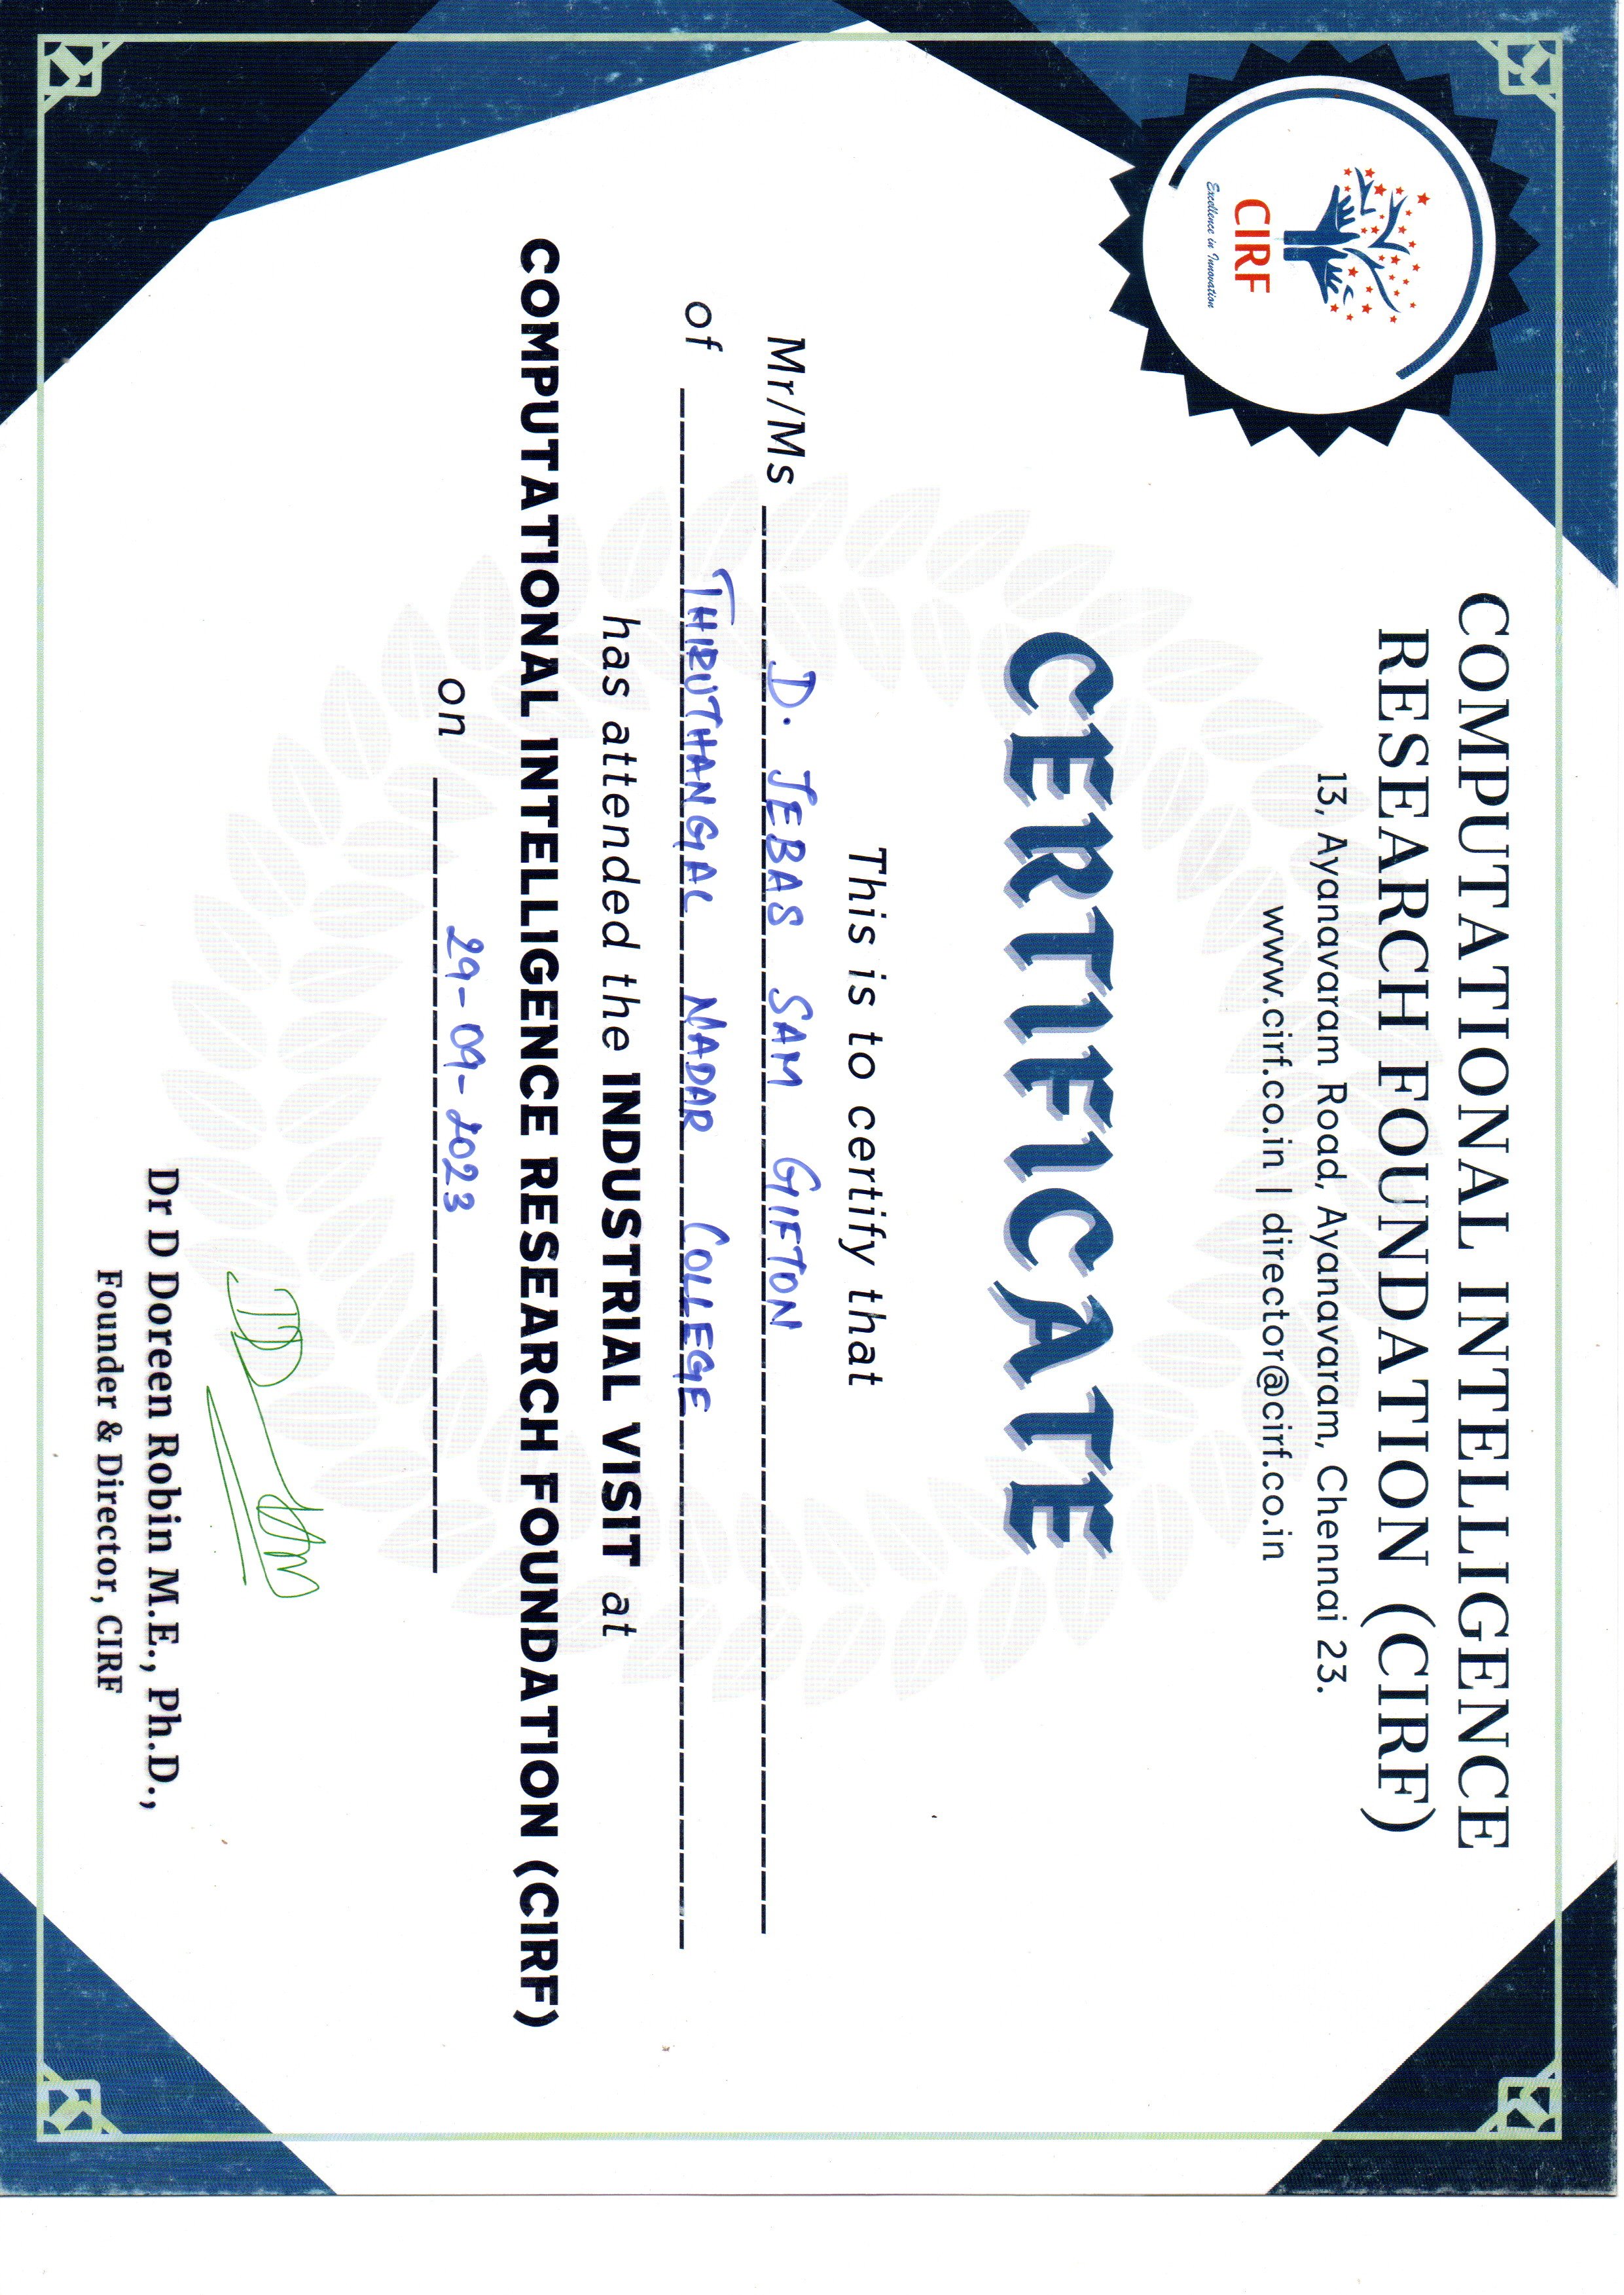 COMPUTATIONAL INTELLIGENCE
RESEARCH FOUNDATION (CIRF)
13, Ayanavaram Road, Ayanavaram, Chennai 23.
www.cirf.co.in | director@cirf.co.in
CIRF
Excellence in Innovation
CERTIFICATE
This is to certify that
Mr/Ms D. JEBAS SAM GIFTON
of THIRUTHANGAL NADAR COLLEGE
has attended the INDUSTRIAL VISIT at
COMPUTATIONAL INTELLIGENCE RESEARCH FOUNDATION (CIRF)
on 29-09-2023
Dr D Doreen Robin M.E., Ph.D.,
Founder & Director, CIRF